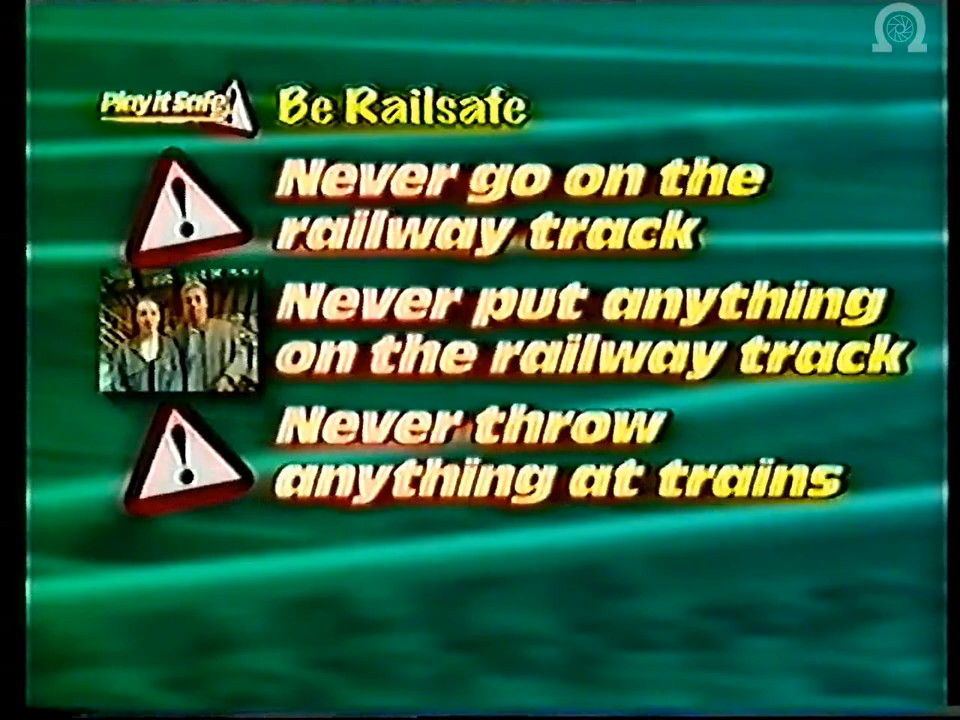 Play it Safe!
Be Railsafe
Never go on the
railway track
Never put anything
on the railway track
Never throw
anything at trains